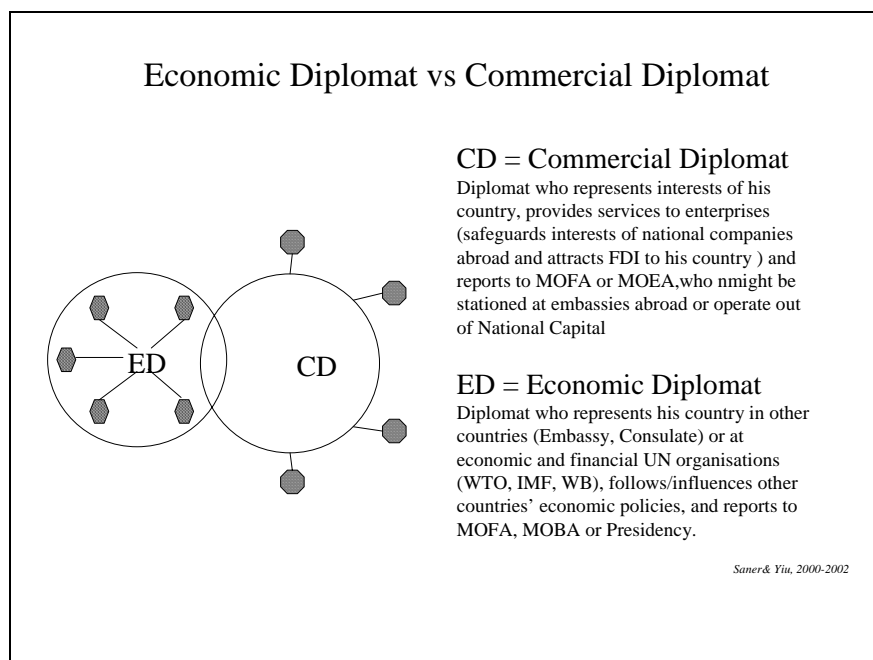 Economic Diplomat vs Commercial Diplomat
CD = Commercial Diplomat
Diplomat who represents interests of his
country, provides services to enterprises
(safeguards interests of national companies
abroad and attracts FDI to his country ) and
reports to MOFA or MOEA,who nmight be
stationed at embassies abroad or operate out
of National Capital
ED
CD
ED = Economic Diplomat
Diplomat who represents his country in other
countries (Embassy, Consulate) or at
economic and financial UN organisations
(WTO, IMF, WB), follows/influences other
countries’ economic policies, and reports to
MOFA, MOBA or Presidency.
Saner& Yiu, 2000-2002